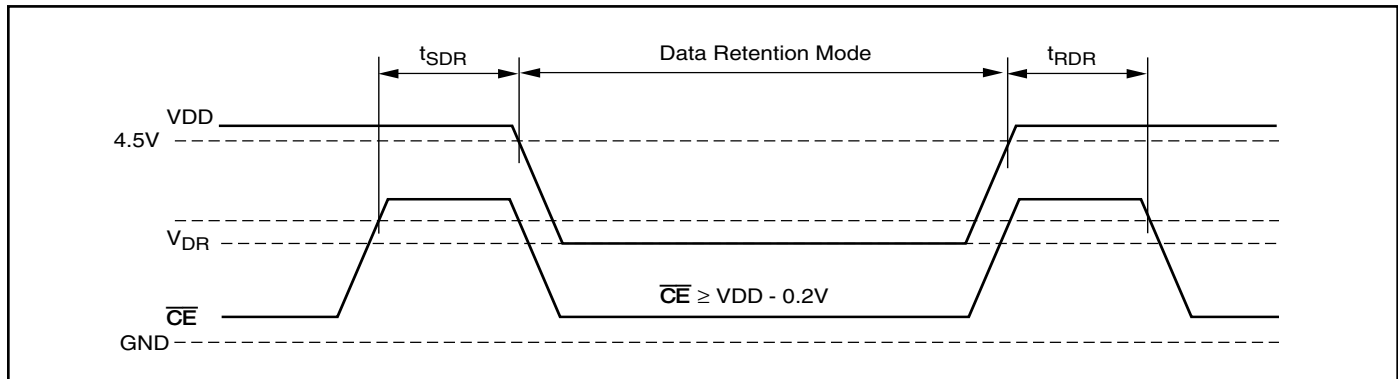 tSDR
Data Retention Mode
tRDR
VDD
4.5V
VDR
CE ≥ VDD - 0.2V
CE
GND